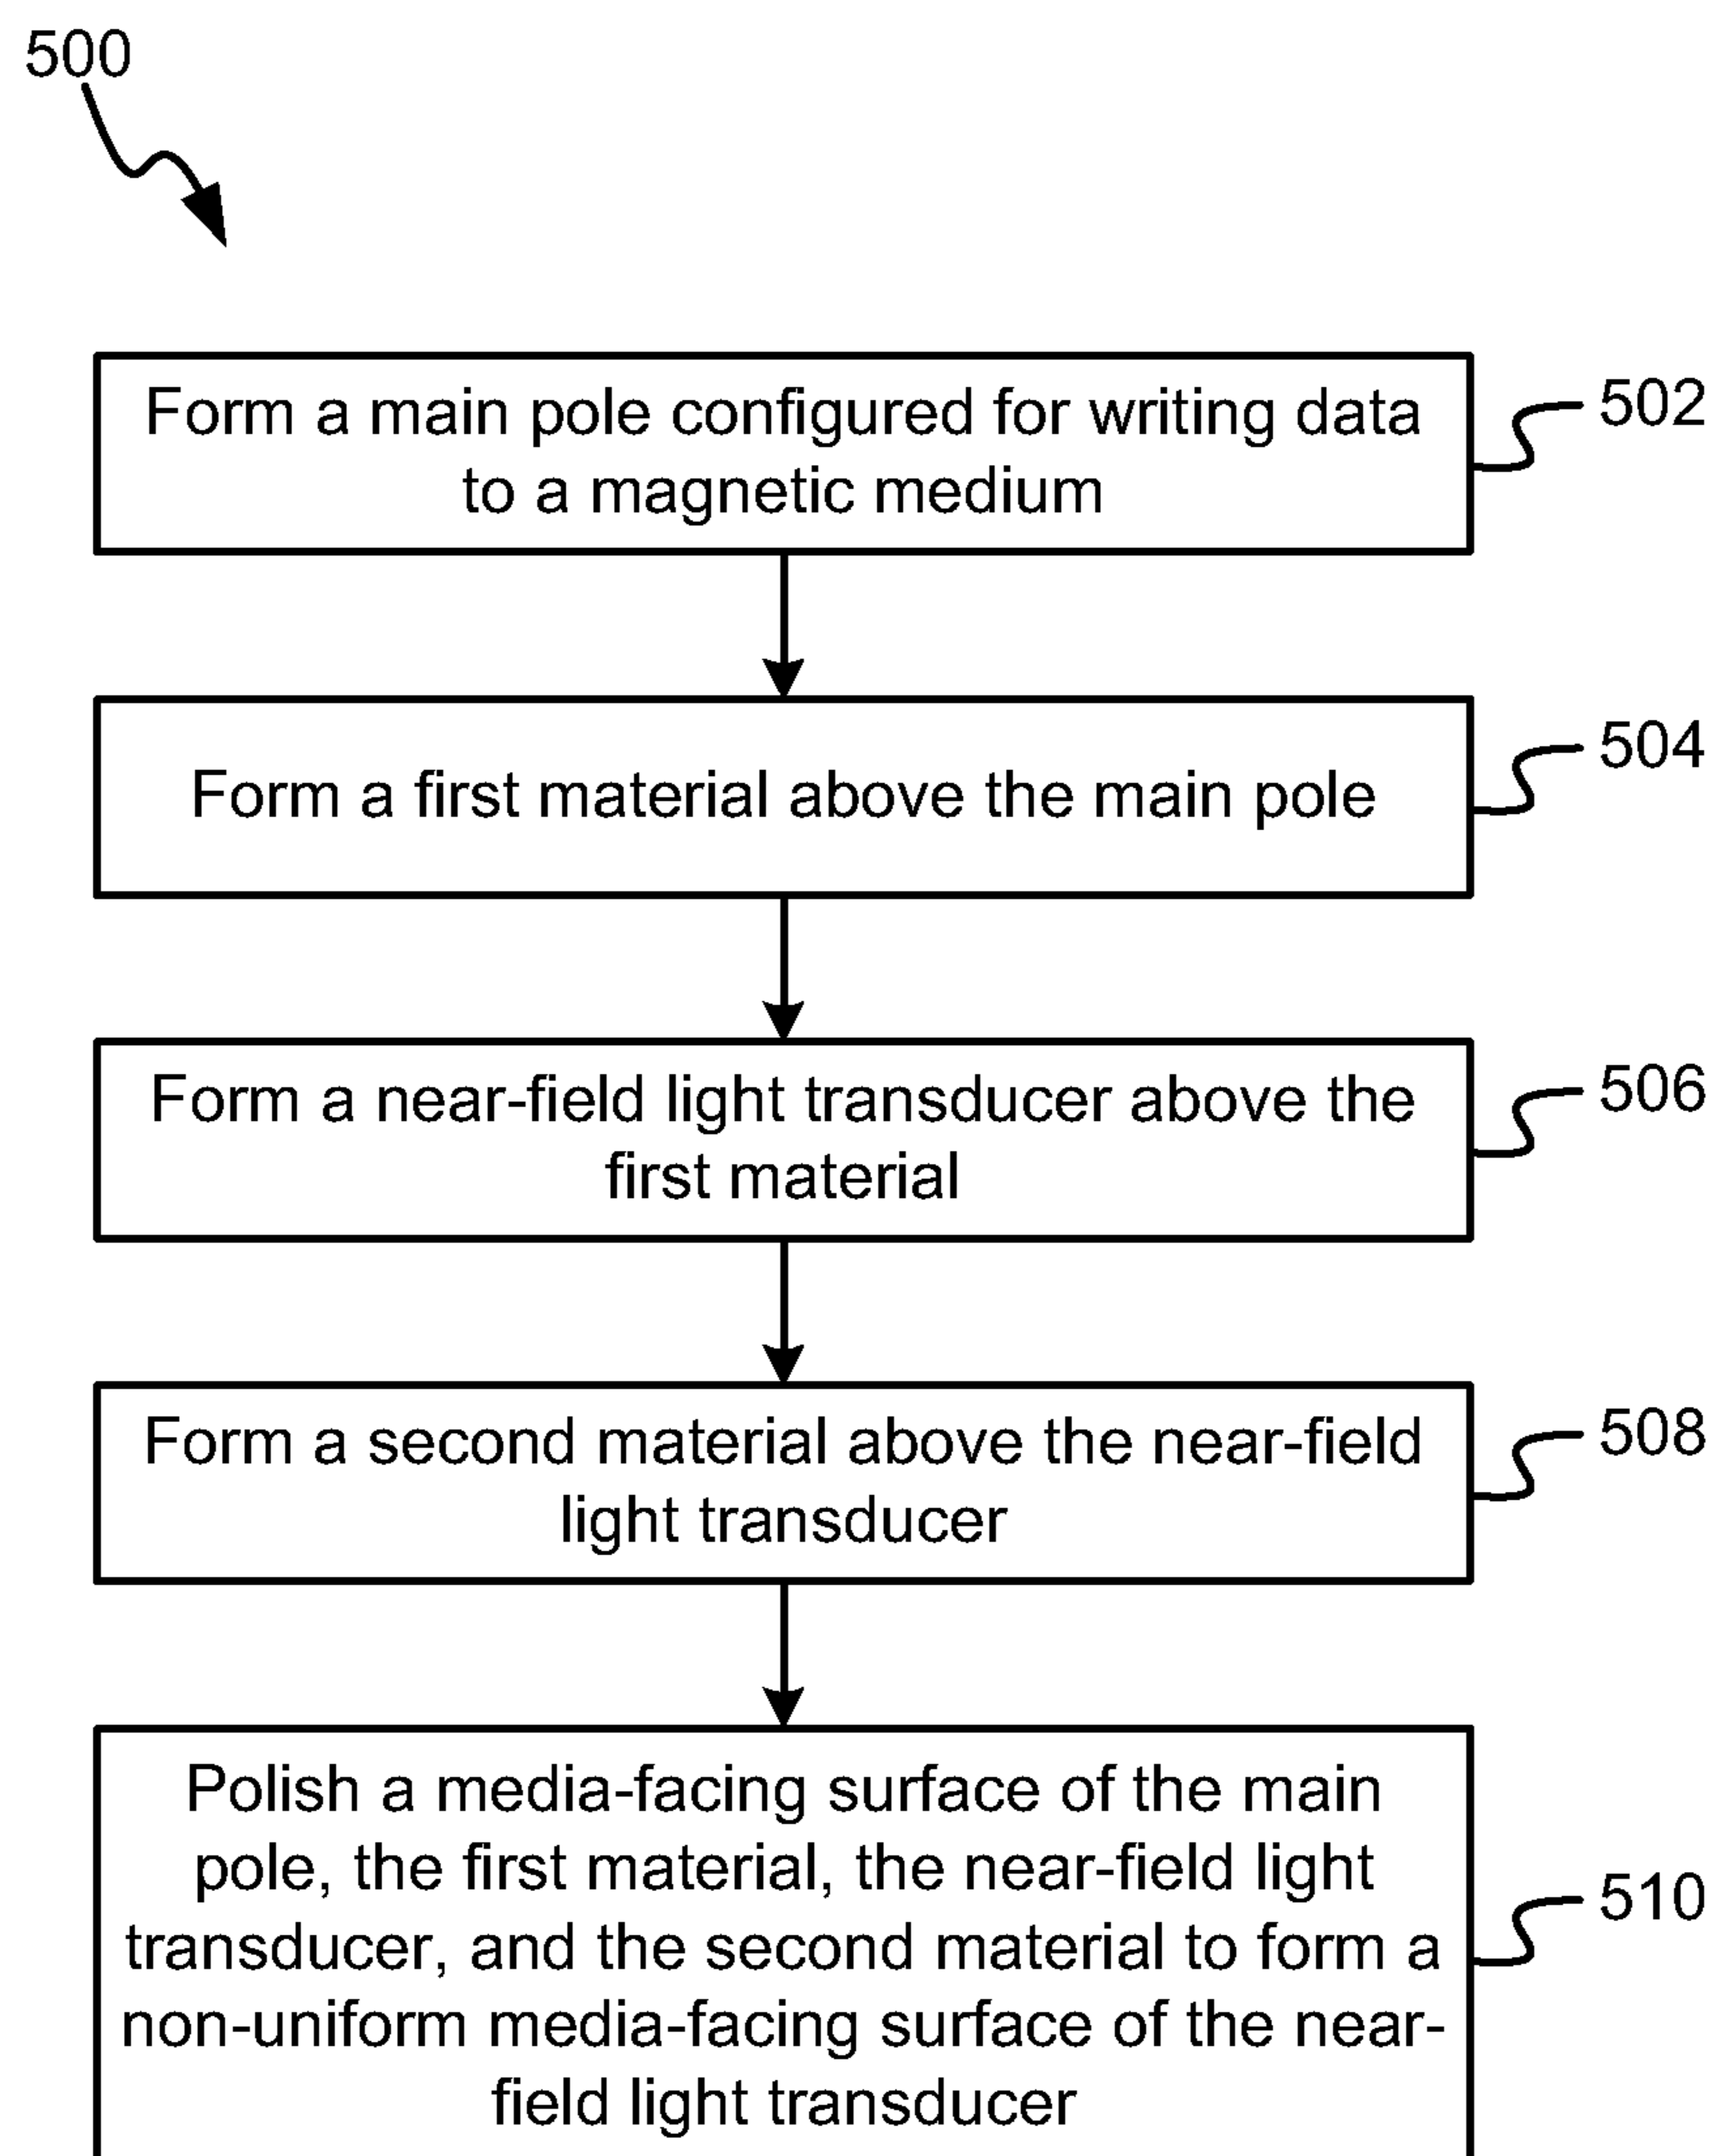 500
Form a main pole configured for writing data
to a magnetic medium
502
Form a first material above the main pole
504
Form a near-field light transducer above the
first material
506
Form a second material above the near-field
light transducer
508
Polish a media-facing surface of the main
pole, the first material, the near-field light
transducer, and the second material to form a
non-uniform media-facing surface of the near-
field light transducer
510